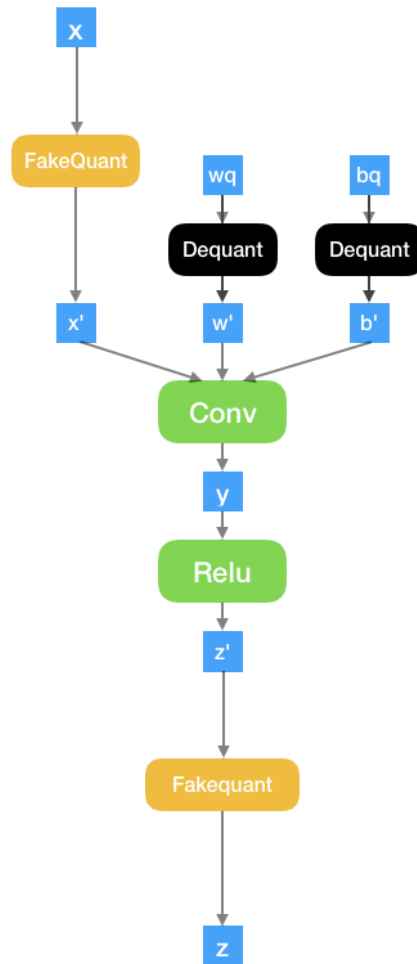 x
FakeQuant
wq
bq
Dequant
Dequant
x'
w'
b'
Conv
y
Relu
z'
Fakequant
z